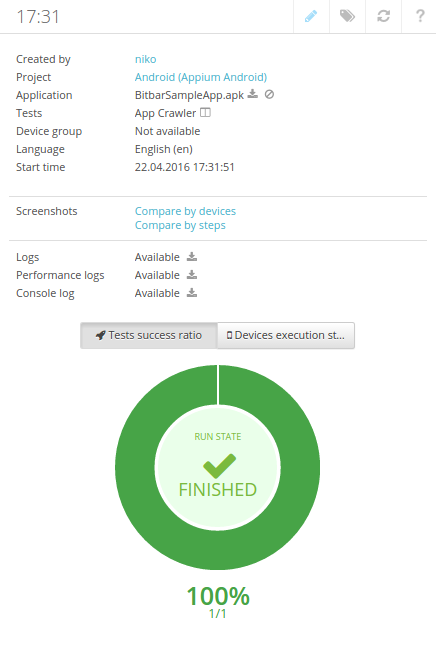 17:31
?
Created by niko
Project Android (Appium Android)
Application BitbarSampleApp.apk
Tests App Crawler
Device group Not available
Language English (en)
Start time 22.04.2016 17:31:51
Screenshots Compare by devices
Compare by steps
Logs Available
Performance logs Available
Console log Available
Tests success ratio Devices execution st...
RUN STATE
FINISHED
100%
1/1